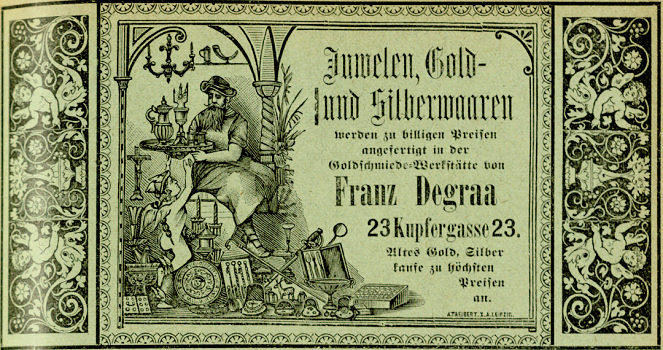 Juwelen, Gold-
und Silberwaaren
werden zu billigen Preisen
angefertigt in der
Goldschmiede-Werkstätte von
Franz Degraa
23 Kupfergasse 23.
Altes Gold, Silber
kaufe zu höchsten
Preisen
an.